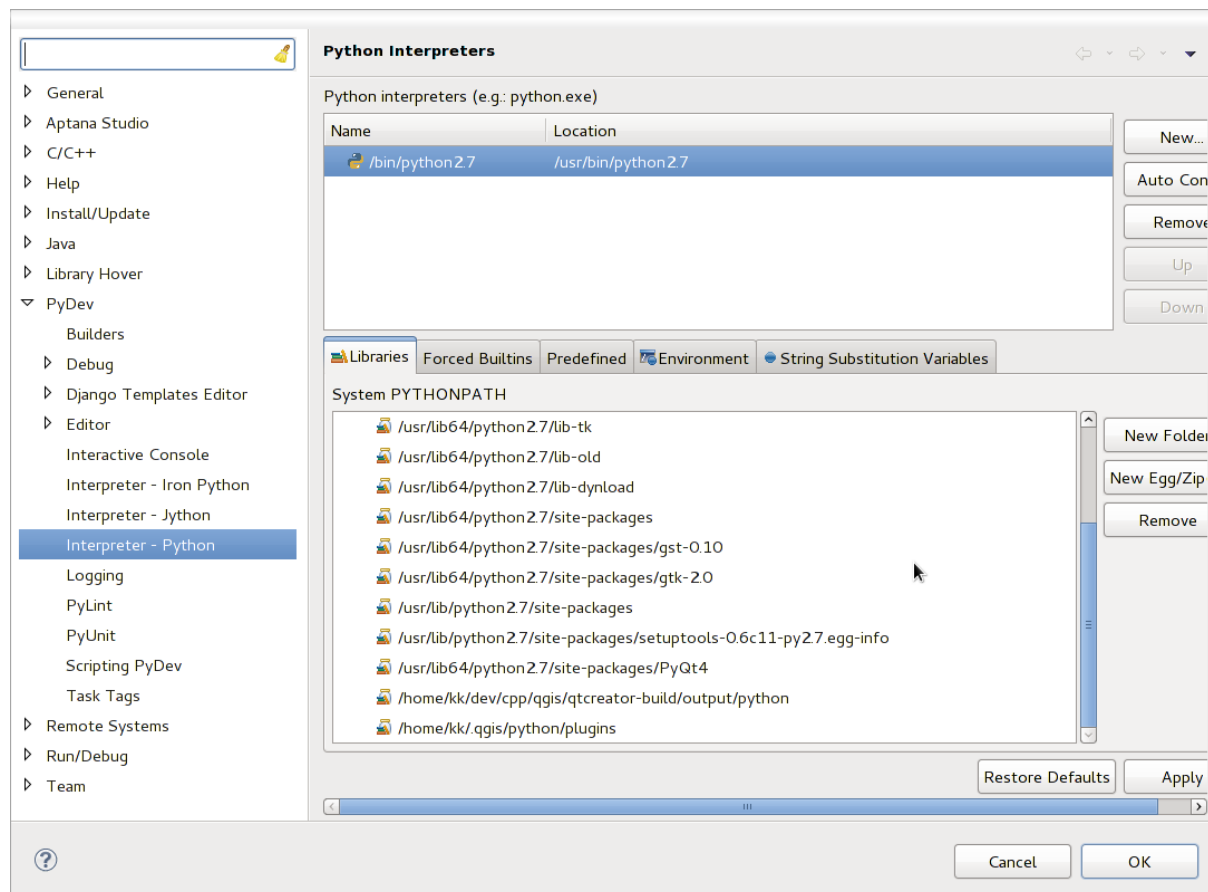 Python Interpreters
General
Aptana Studio
C/C++
Help
Install/Update
Java
Library Hover
PyDev
Builders
Debug
Django Templates Editor
Editor
Interactive Console
Interpreter - Iron Python
Interpreter - Jython
Interpreter - Python
Logging
PyLint
PyUnit
Scripting PyDev
Task Tags
Remote Systems
Run/Debug
Team
Python interpreters (e.g.: python.exe)
Name Location
/bin/python2.7 /usr/bin/python2.7
New...
Auto Con
Remove
Up
Down
Libraries Forced Builtins Predefined Environment String Substitution Variables
System PYTHONPATH
/usr/lib64/python2.7/lib-tk
/usr/lib64/python2.7/lib-old
/usr/lib64/python2.7/lib-dynload
/usr/lib64/python2.7/site-packages
/usr/lib64/python2.7/site-packages/gst-0.10
/usr/lib64/python2.7/site-packages/gtk-2.0
/usr/lib/python2.7/site-packages
/usr/lib/python2.7/site-packages/setuptools-0.6c11-py2.7.egg-info
/usr/lib64/python2.7/site-packages/PyQt4
/home/kk/dev/cpp/qgis/qtcreator-build/output/python
/home/kk/.qgis/python/plugins
New Folder
New Egg/Zip
Remove
Restore Defaults Apply
Cancel OK